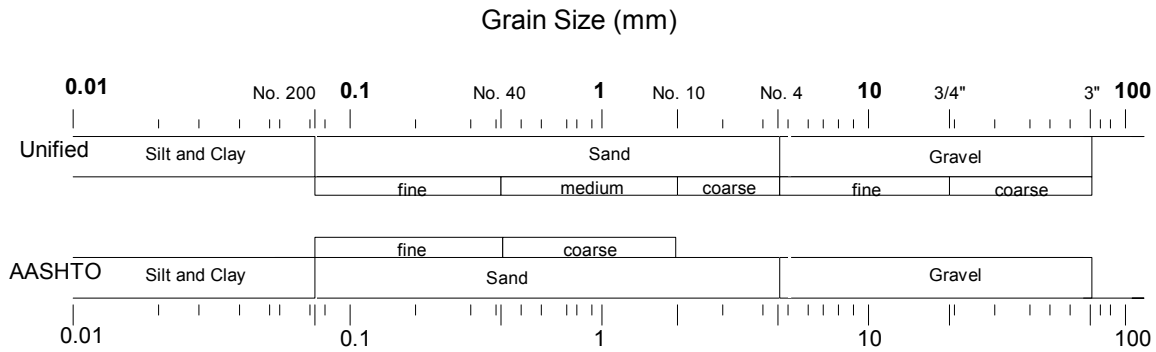 Grain Size (mm)
0.01 No. 200 0.1 No. 40 1 No. 10 No. 4 10 3/4" 3" 100
Unified Silt and Clay Sand Gravel
fine medium coarse fine coarse
fine coarse
AASHTO Silt and Clay Sand Gravel
0.01 0.1 1 10 100